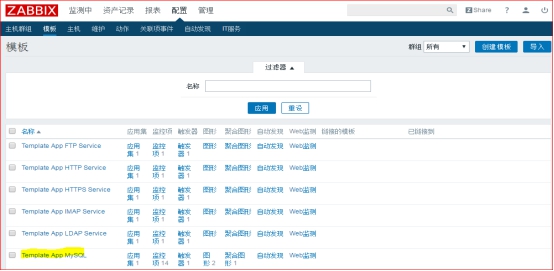 ZABBIX 监测中 资产记录 报表 配置 管理 Share ?
主机群组 模板 主机 维护 动作 关联项事件 自动发现 IT服务
模板 群组 所有 创建模板 导入
过滤器
名称
应用 重设
名称 应用集 监控项 触发器 图形 聚合图形 自动发现 Web监测 链接的模板 已链接到
Template App FTP Service 应用集 1 监控项 1 触发器 1 图形 聚合图形 自动发现 Web监测
Template App HTTP Service 应用集 1 监控项 1 触发器 1 图形 聚合图形 自动发现 Web监测
Template App HTTPS Service 应用集 1 监控项 1 触发器 1 图形 聚合图形 自动发现 Web监测
Template App IMAP Service 应用集 1 监控项 1 触发器 1 图形 聚合图形 自动发现 Web监测
Template App LDAP Service 应用集 1 监控项 1 触发器 1 图形 聚合图形 自动发现 Web监测
Template App MySQL 应用集 1 监控项 14 触发器 1 图形 2 聚合图形 1 自动发现 Web监测